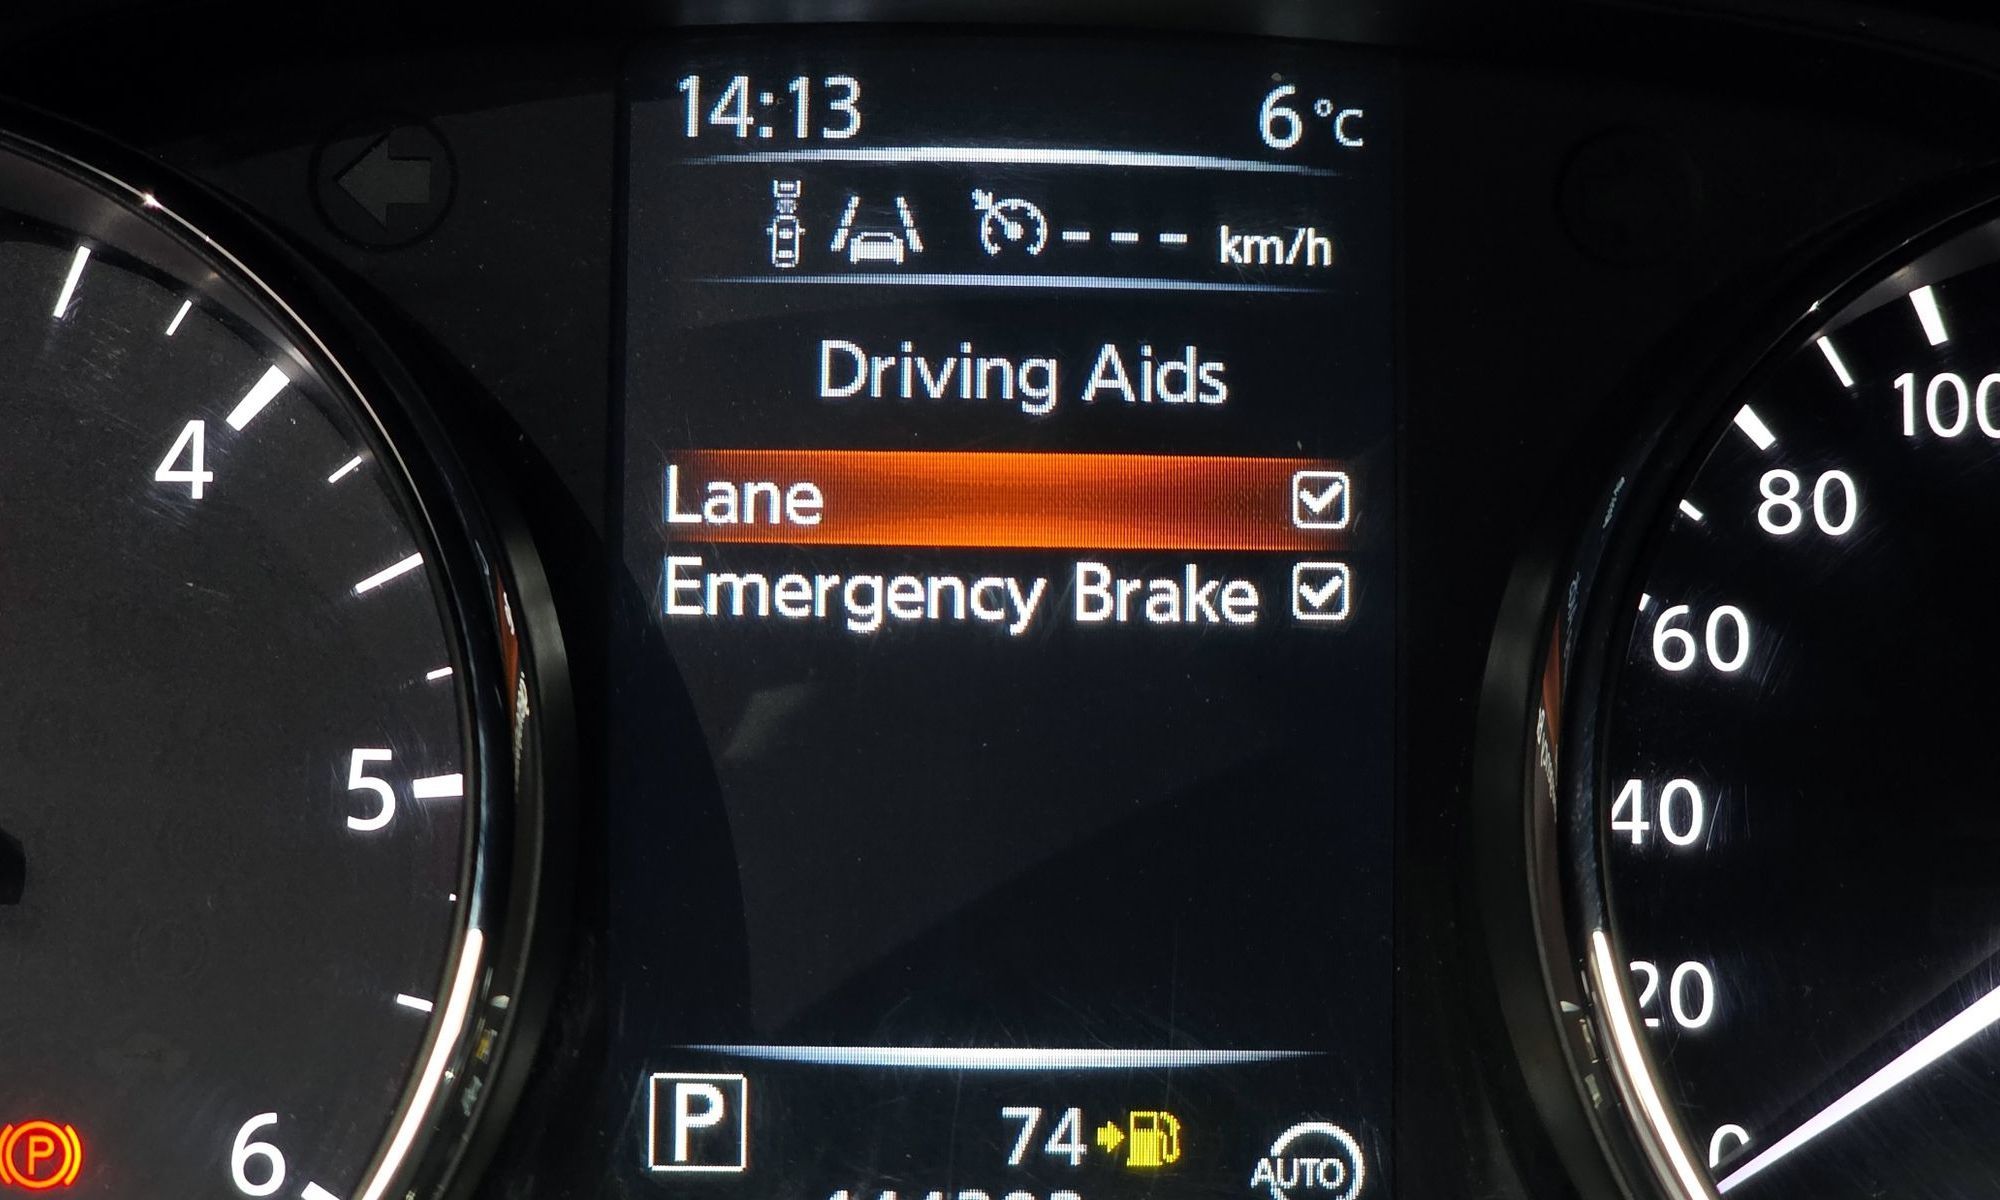 14:13 6°C
--- km/h
Driving Aids
Lane
Emergency Brake
4
5
6
100
80
60
40
20
0
P
P
74
AUTO